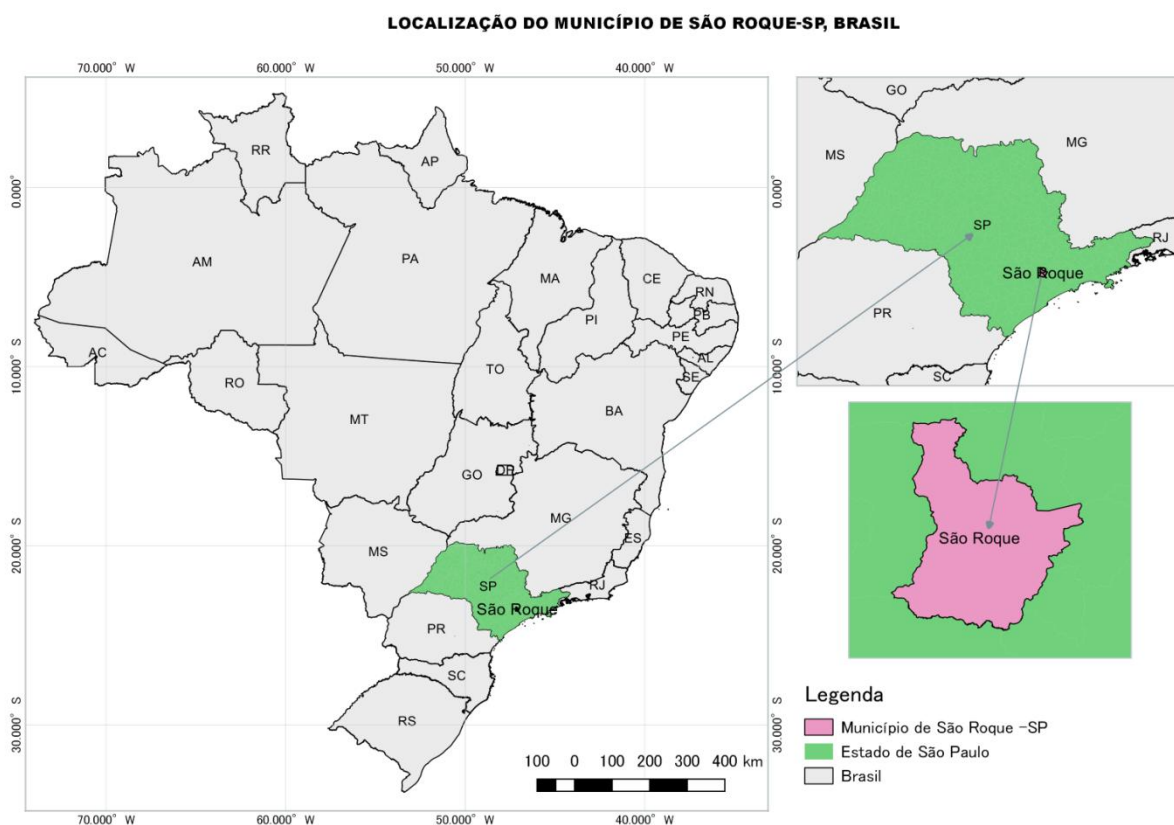 LOCALIZAÇÃO DO MUNICÍPIO DE SÃO ROQUE-SP, BRASIL
70.000° W 60.000° W 50.000° W 40.000° W
0.000°
10.000° S
20.000° S
30.000° S
0.000°
10.000° S
20.000° S
30.000° S
RR
AP
AM
PA
MA
CE
RN
PB
PI
PE
AL
SE
AC
RO
TO
MT
BA
GO
DF
MG
ES
MS
SP
RJ
São Roque
PR
SC
RS
100 0 100 200 300 400 km
70.000° W 60.000° W 50.000° W 40.000° W
GO
MS
MG
SP
RJ
São Roque
PR
SC
São Roque
Legenda
Município de São Roque -SP
Estado de São Paulo
Brasil